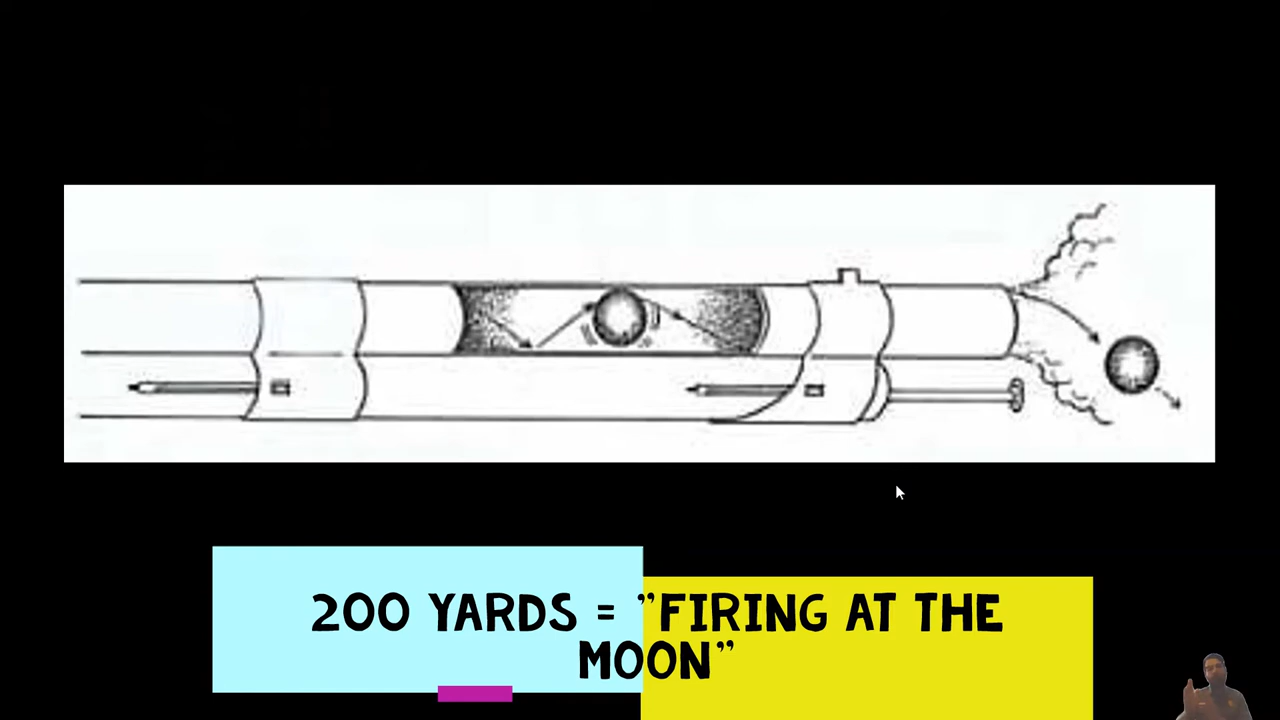 200 YARDS = "FIRING AT THE
MOON"